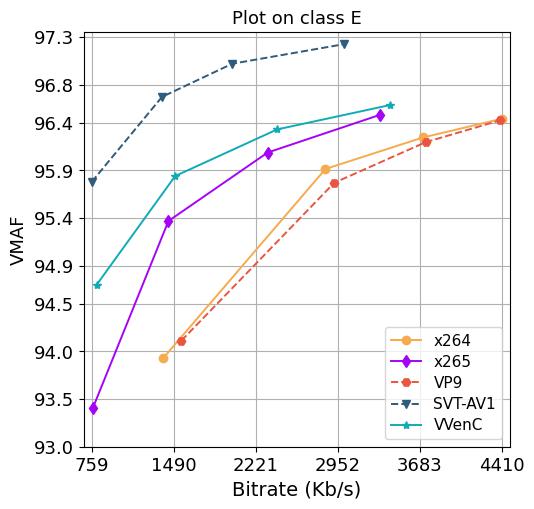 Plot on class E
97.3
96.8
96.4
95.9
95.4
94.9
94.5
94.0
93.5
93.0
VMAF
x264
x265
VP9
SVT-AV1
VVenC
759 1490 2221 2952 3683 4410
Bitrate (Kb/s)